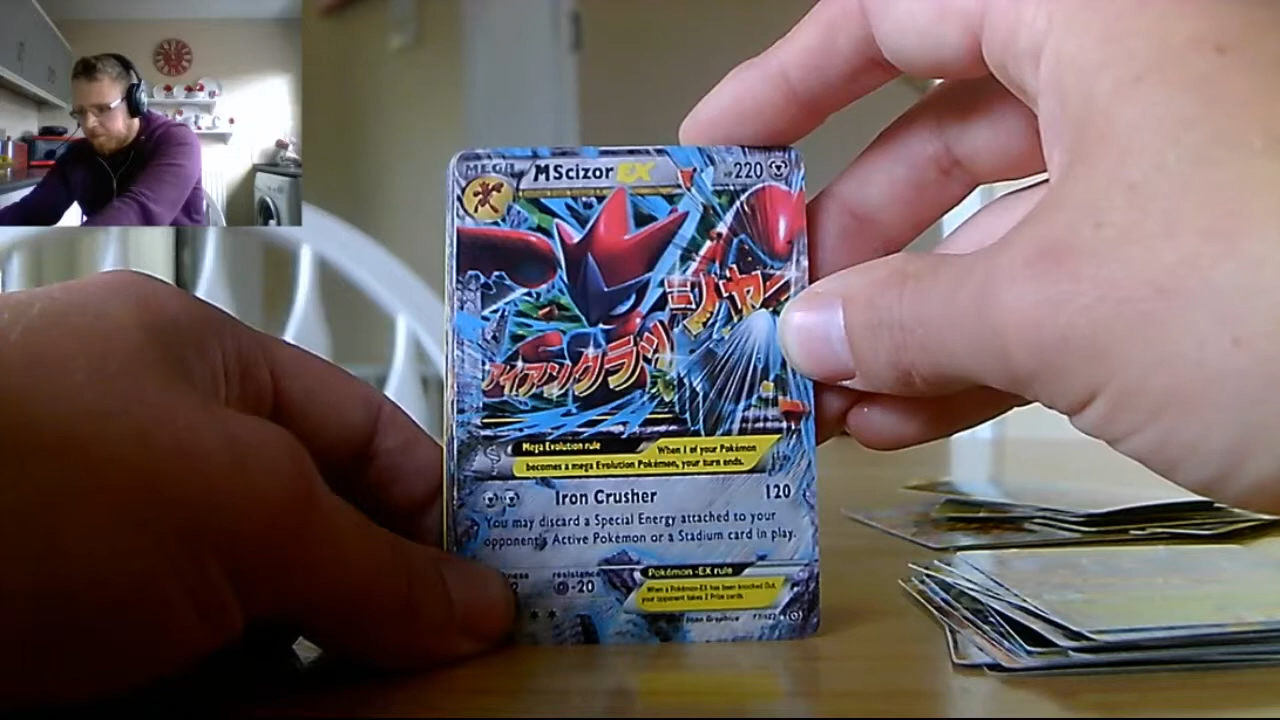 MEGA MScizor EX HP220
アイアンクラッシャー
Mega Evolution rule When 1 of your Pokémon
becomes a mega Evolution Pokémon, your turn ends.
Iron Crusher 120
You may discard a Special Energy attached to your
opponent's Active Pokémon or a Stadium card in play.
resistance Pokémon -EX rule
-20 When a Pokémon-EX has been Knocked Out,
your opponent takes 2 Prize cards.